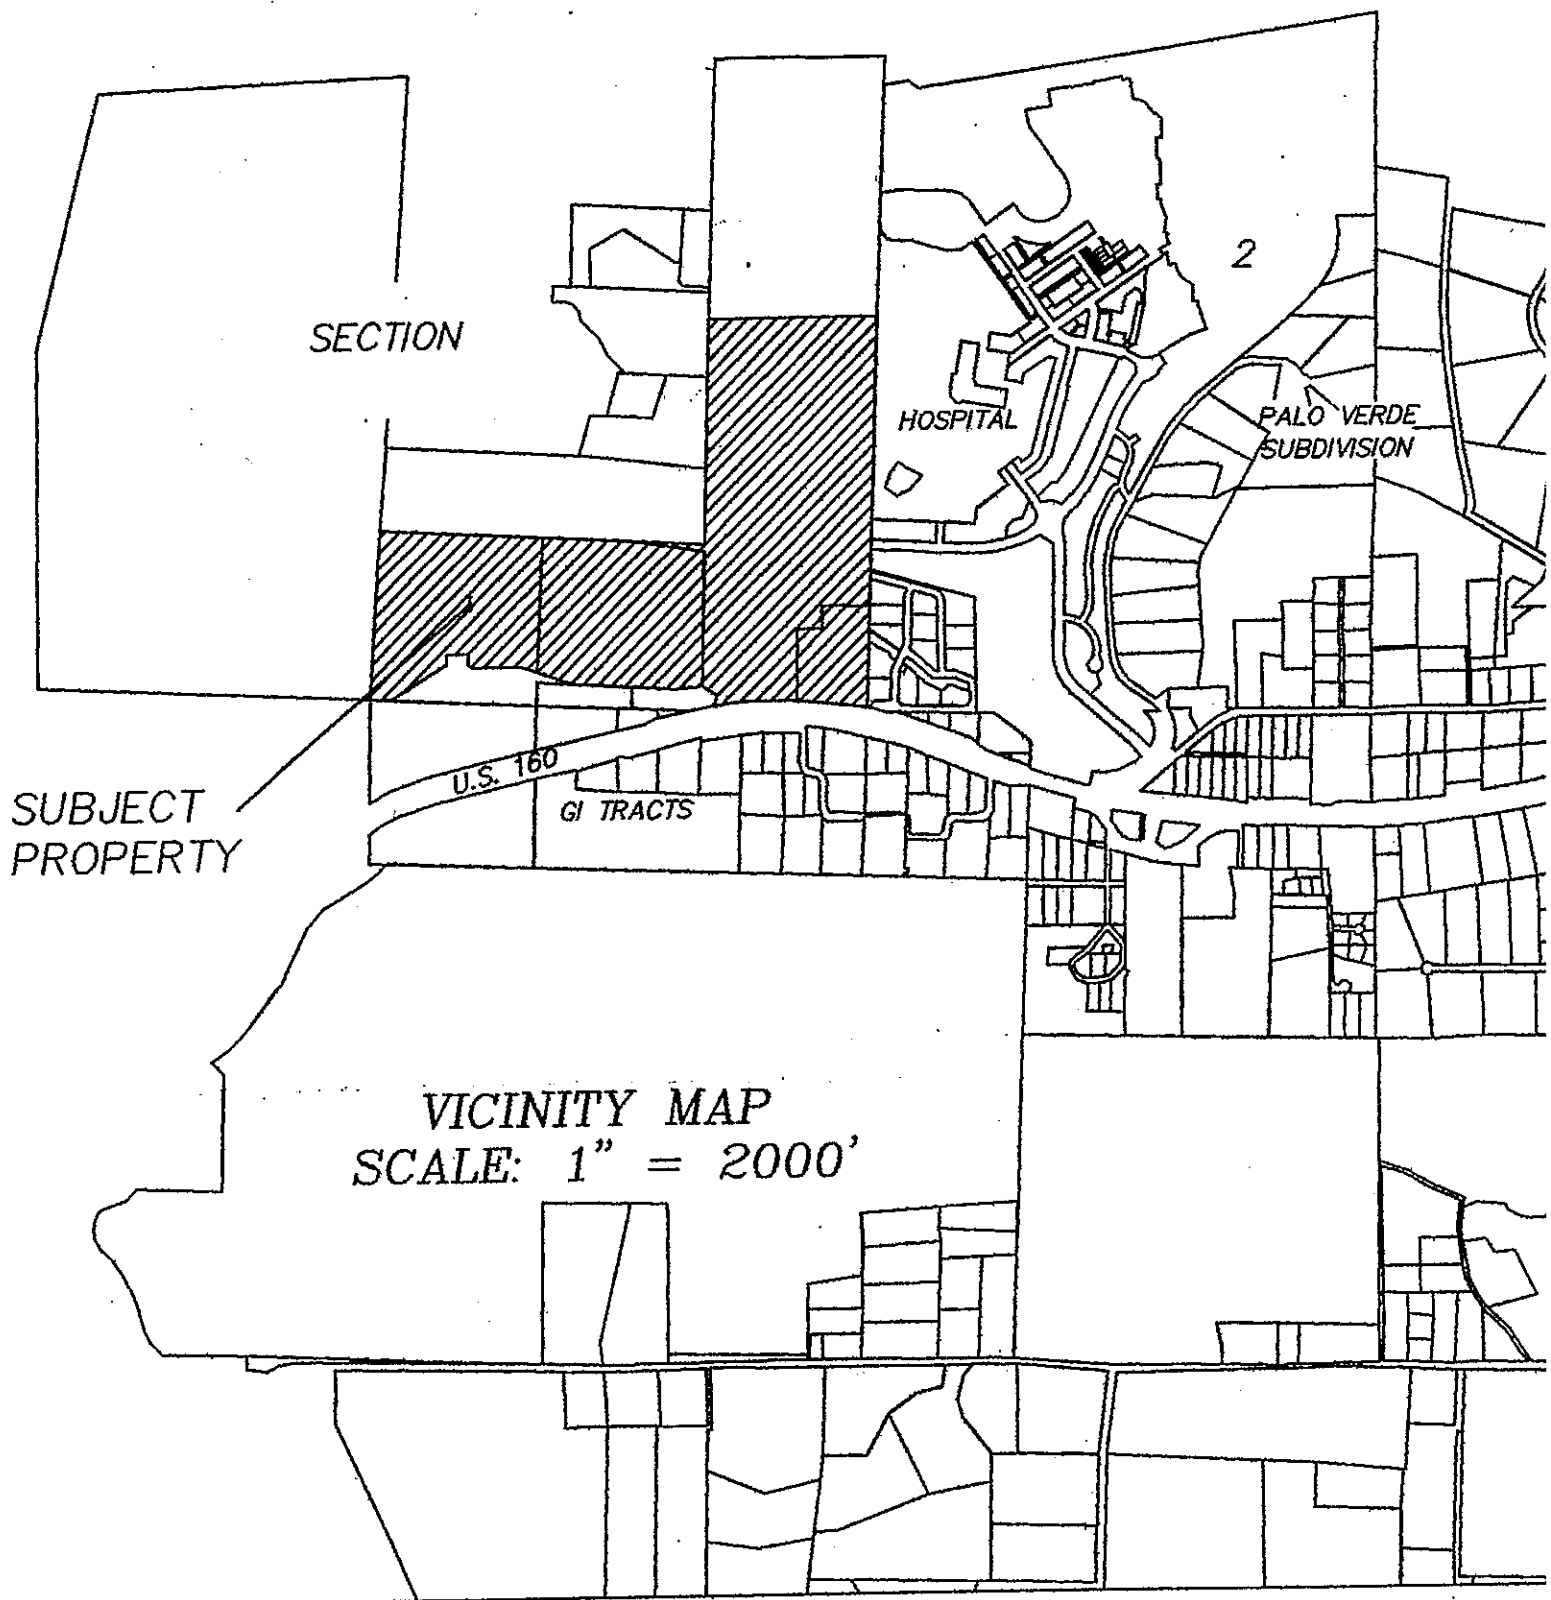 2
SECTION
HOSPITAL
PALO VERDE
SUBDIVISION
U.S. 160
GI TRACTS
SUBJECT
PROPERTY
VICINITY MAP
SCALE: 1" = 2000'